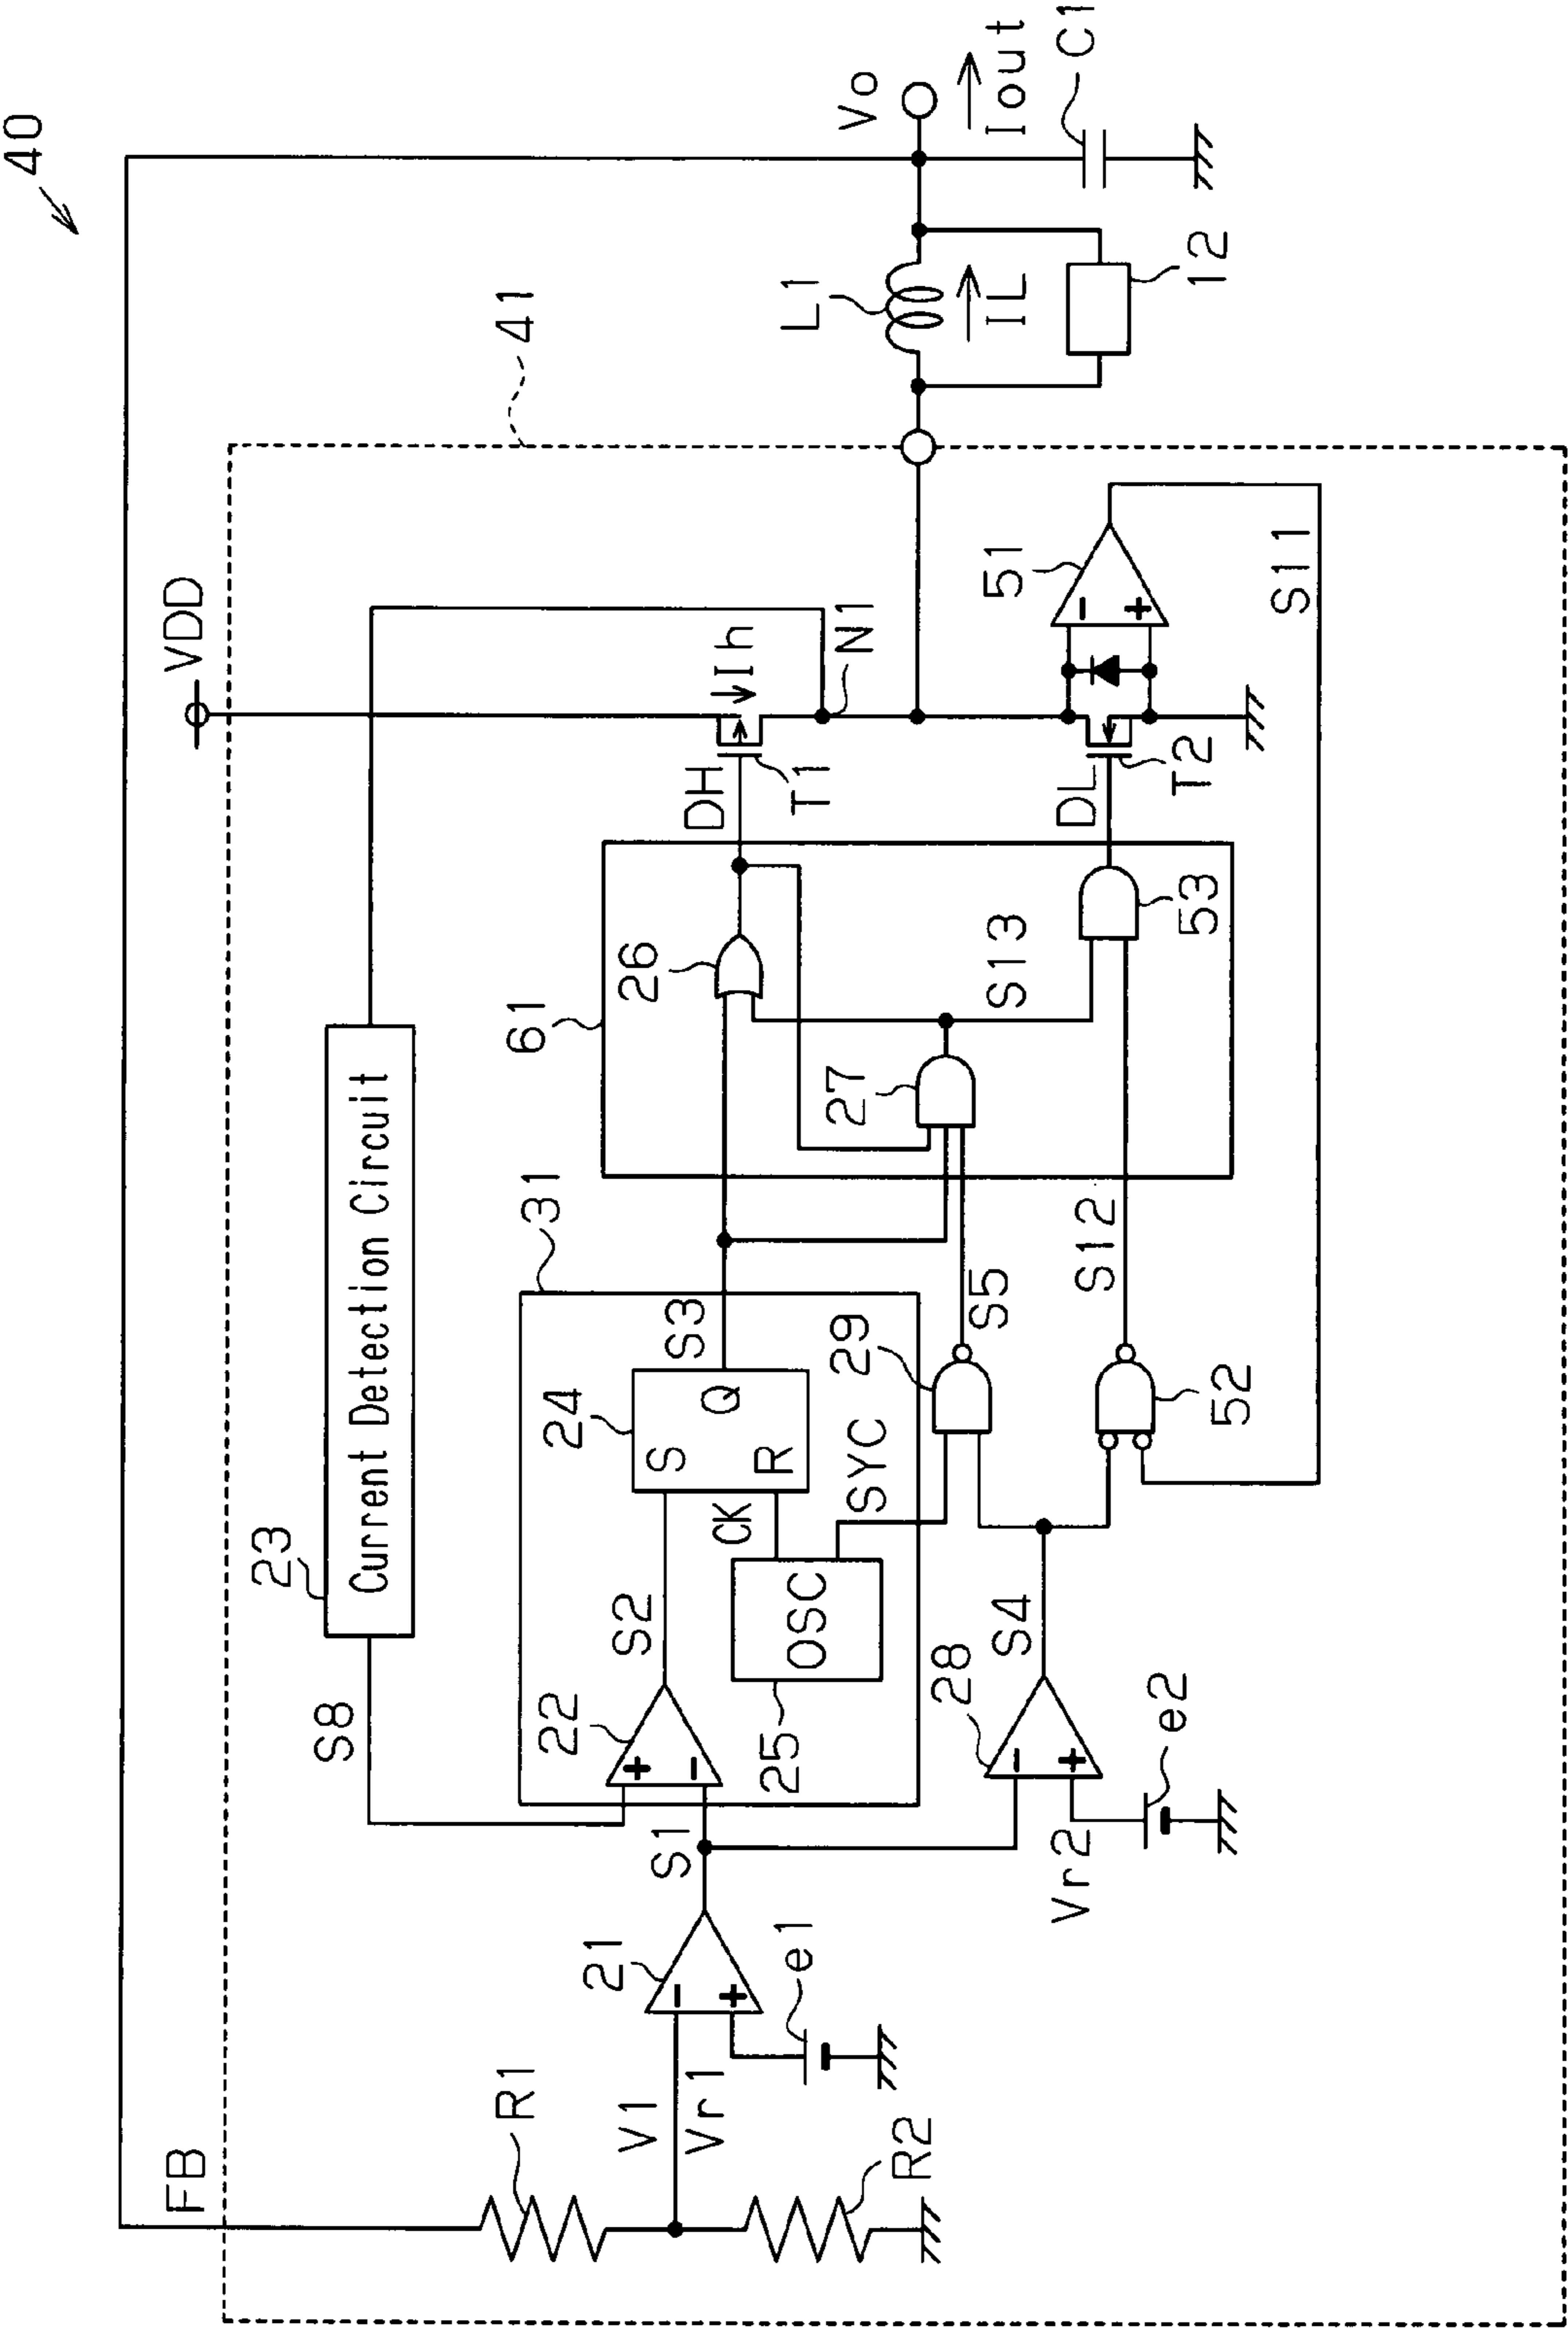 40
FB
VDD
41
23
Current Detection Circuit
S8
R1
V1
Vr1
R2
21
e1
S1
31
22
S2
24
S
Q
R
S3
CK
25
OSC
SYC
61
26
27
S13
53
DH
T1
Ih
N1
DL
T2
51
S11
L1
IL
12
Vo
Iout
C1
28
S4
Vr2
e2
29
S5
52
S12